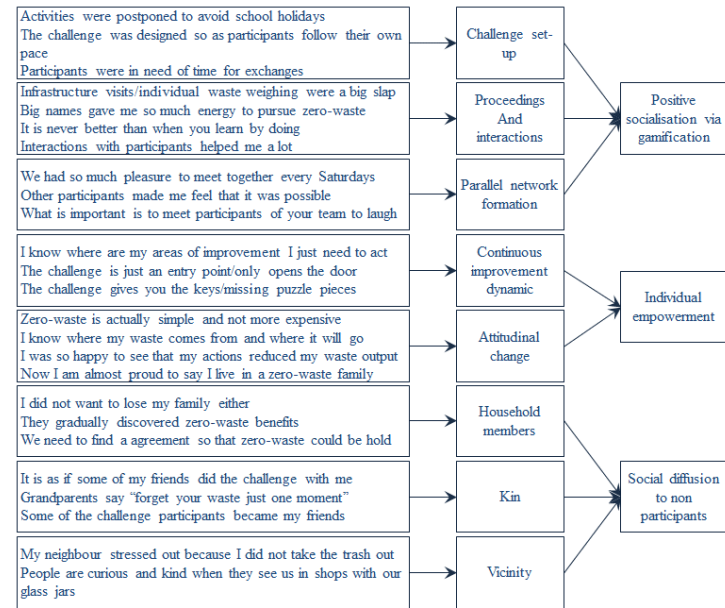 Activities were postponed to avoid school holidays
The challenge was designed so as participants follow their own
pace
Participants were in need of time for exchanges
Challenge set-
up
Infrastructure visits/individual waste weighing were a big slap
Big names gave me so much energy to pursue zero-waste
It is never better than when you learn by doing
Interactions with participants helped me a lot
Proceedings
And
interactions
Positive
socialisation via
gamification
We had so much pleasure to meet together every Saturdays
Other participants made me feel that it was possible
What is important is to meet participants of your team to laugh
Parallel network
formation
I know where are my areas of improvement I just need to act
The challenge is just an entry point/only opens the door
The challenge gives you the keys/missing puzzle pieces
Continuous
improvement
dynamic
Individual
empowerment
Zero-waste is actually simple and not more expensive
I know where my waste comes from and where it will go
I was so happy to see that my actions reduced my waste output
Now I am almost proud to say I live in a zero-waste family
Attitudinal
change
I did not want to lose my family either
They gradually discovered zero-waste benefits
We need to find a agreement so that zero-waste could be hold
Household
members
It is as if some of my friends did the challenge with me
Grandparents say “forget your waste just one moment”
Some of the challenge participants became my friends
Kin
Social diffusion
to non
participants
My neighbour stressed out because I did not take the trash out
People are curious and kind when they see us in shops with our
glass jars
Vicinity